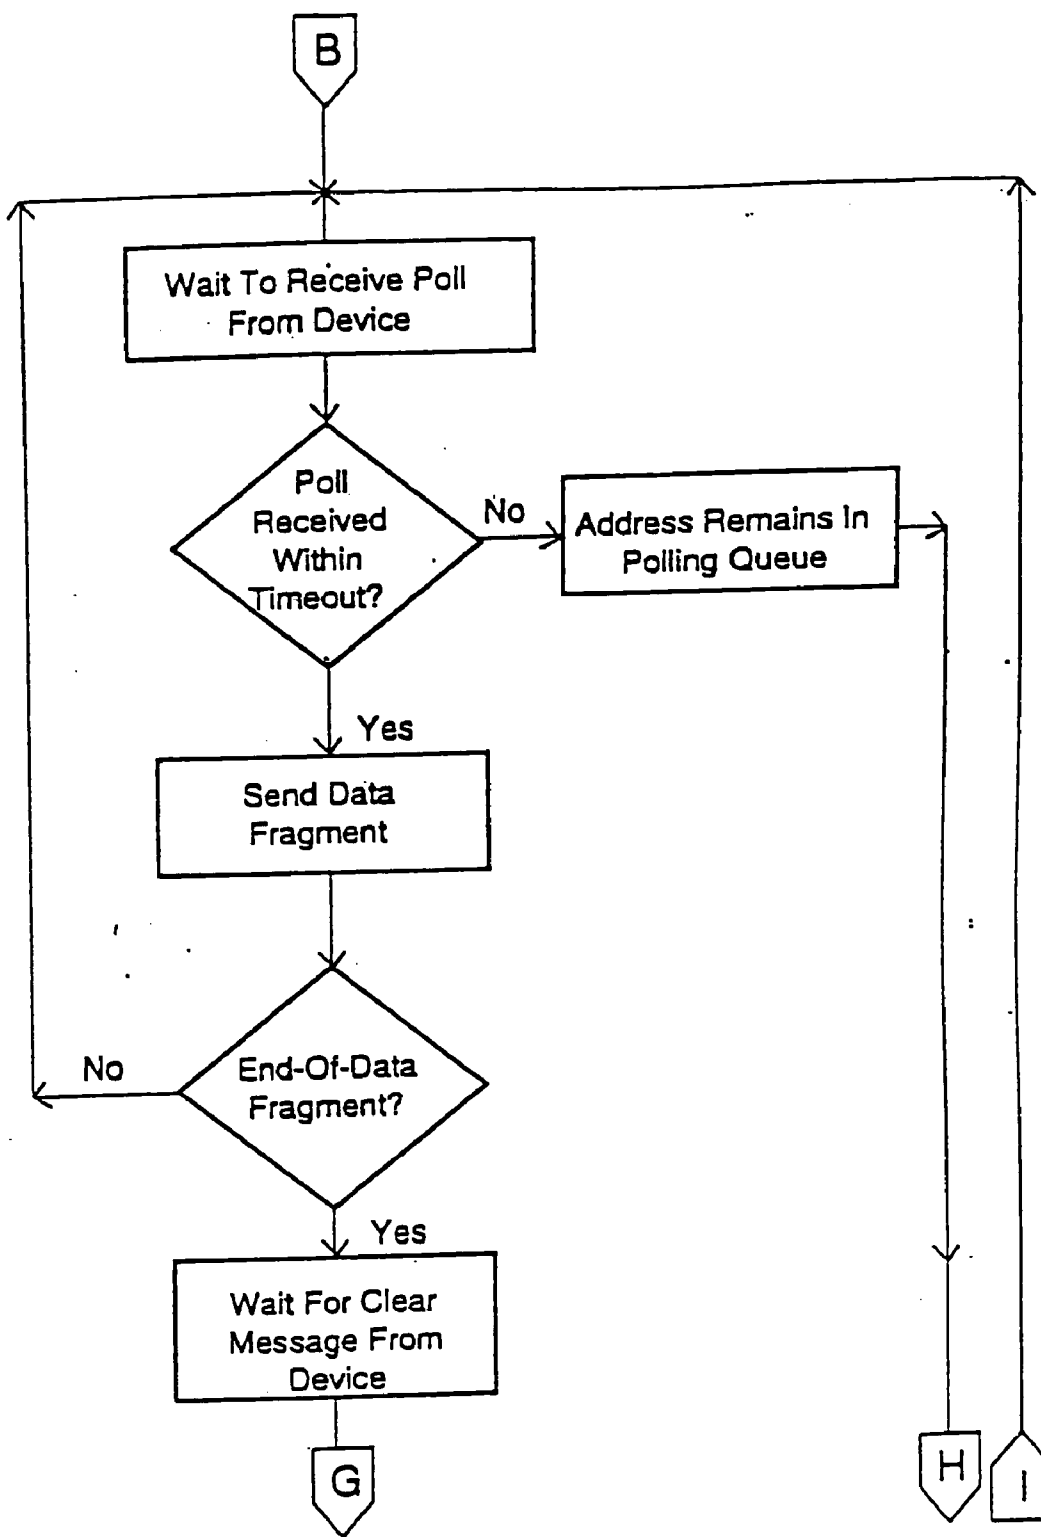 B
Wait To Receive Poll
From Device
Poll
Received
Within
Timeout?
No
Address Remains In
Polling Queue
Yes
Send Data
Fragment
No
End-Of-Data
Fragment?
Yes
Wait For Clear
Message From
Device
G
H
I